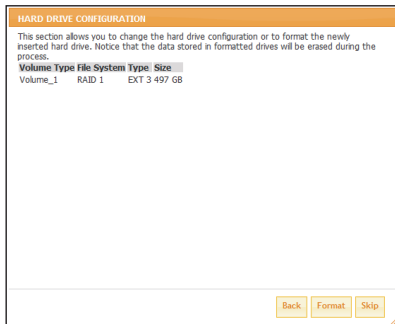 HARD DRIVE CONFIGURATION
This section allows you to change the hard drive configuration or to format the newly
inserted hard drive. Notice that the data stored in formatted drives will be erased during the
process.
Volume Type File System Type Size
Volume_1 RAID 1 EXT 3 497 GB
Back Format Skip